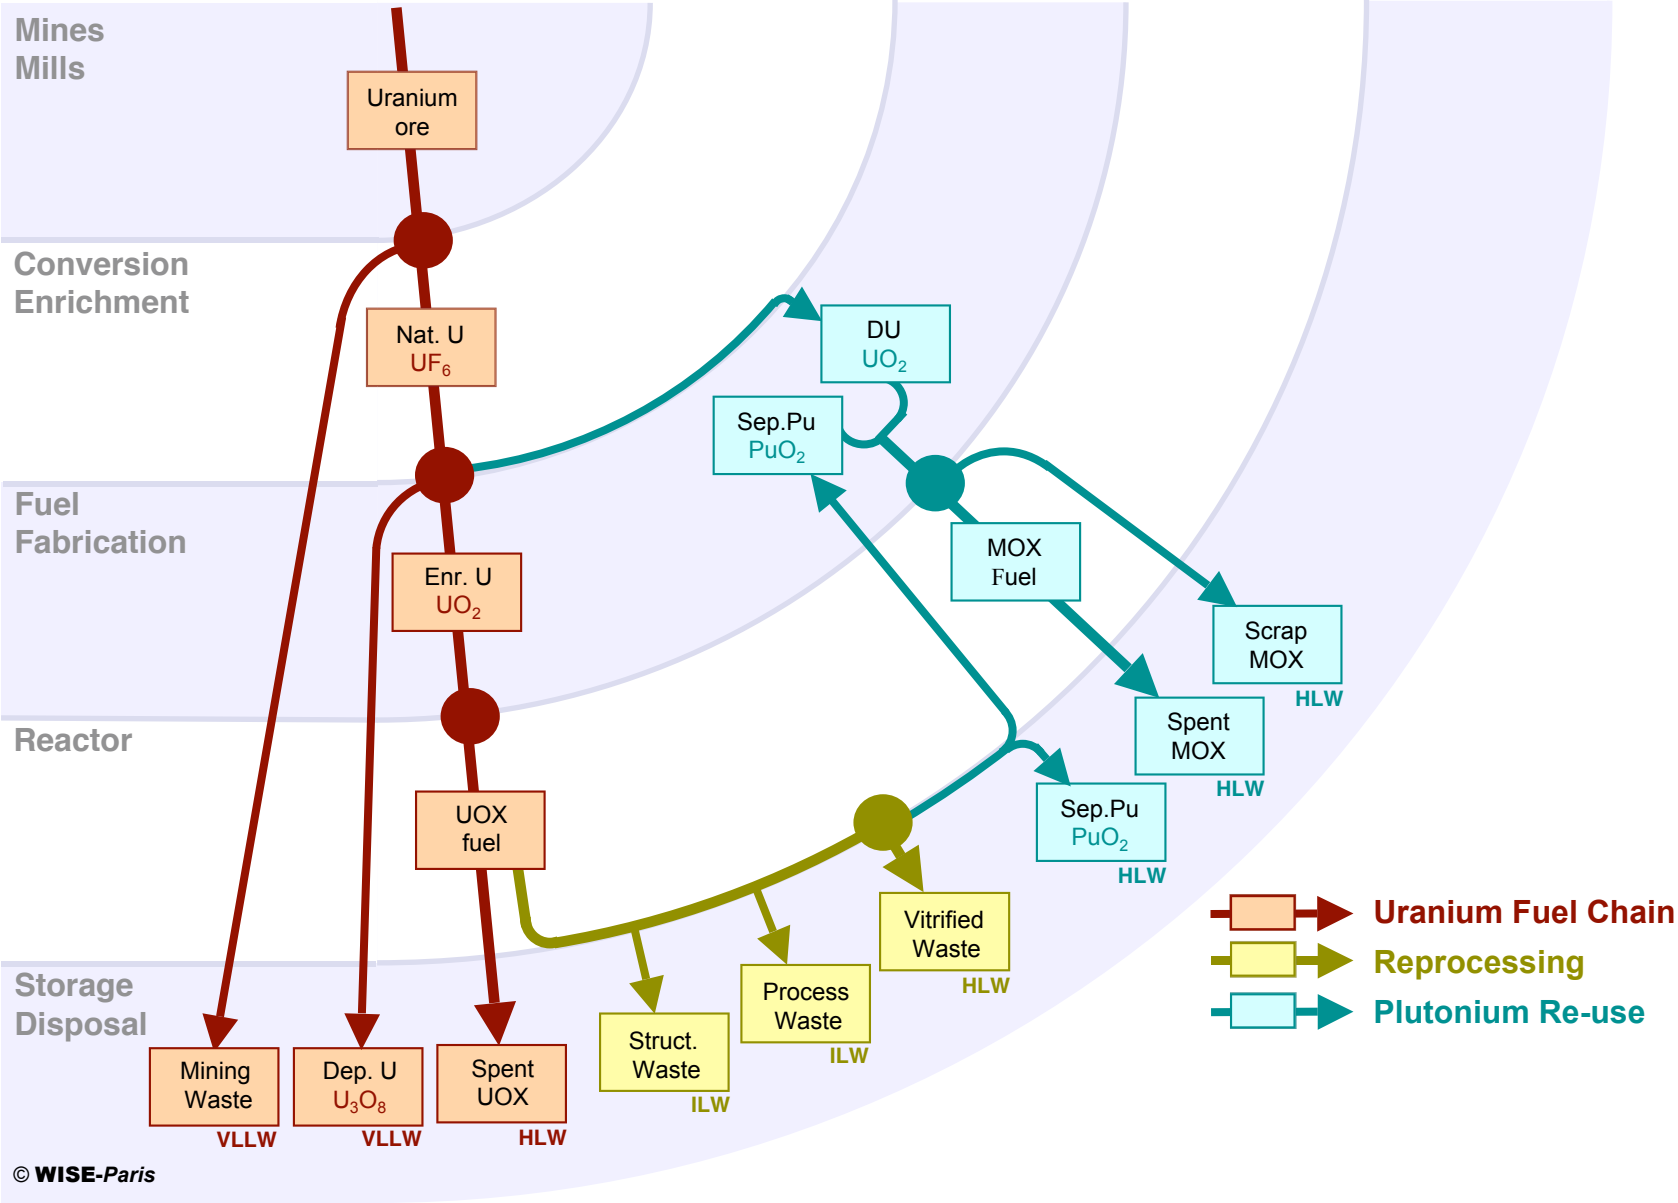 Mines
Mills
Uranium
ore
Conversion
Enrichment
Nat. U
UF₆
DU
UO₂
Sep.Pu
PuO₂
Fuel
Fabrication
Enr. U
UO₂
MOX
Fuel
Scrap
MOX
HLW
Spent
MOX
HLW
Reactor
UOX
fuel
Sep.Pu
PuO₂
HLW
Vitrified
Waste
HLW
Storage
Disposal
Process
Waste
ILW
Struct.
Waste
ILW
Mining
Waste
VLLW
Dep. U
U₃O₈
VLLW
Spent
UOX
HLW
Uranium Fuel Chain
Reprocessing
Plutonium Re-use
© WISE-Paris